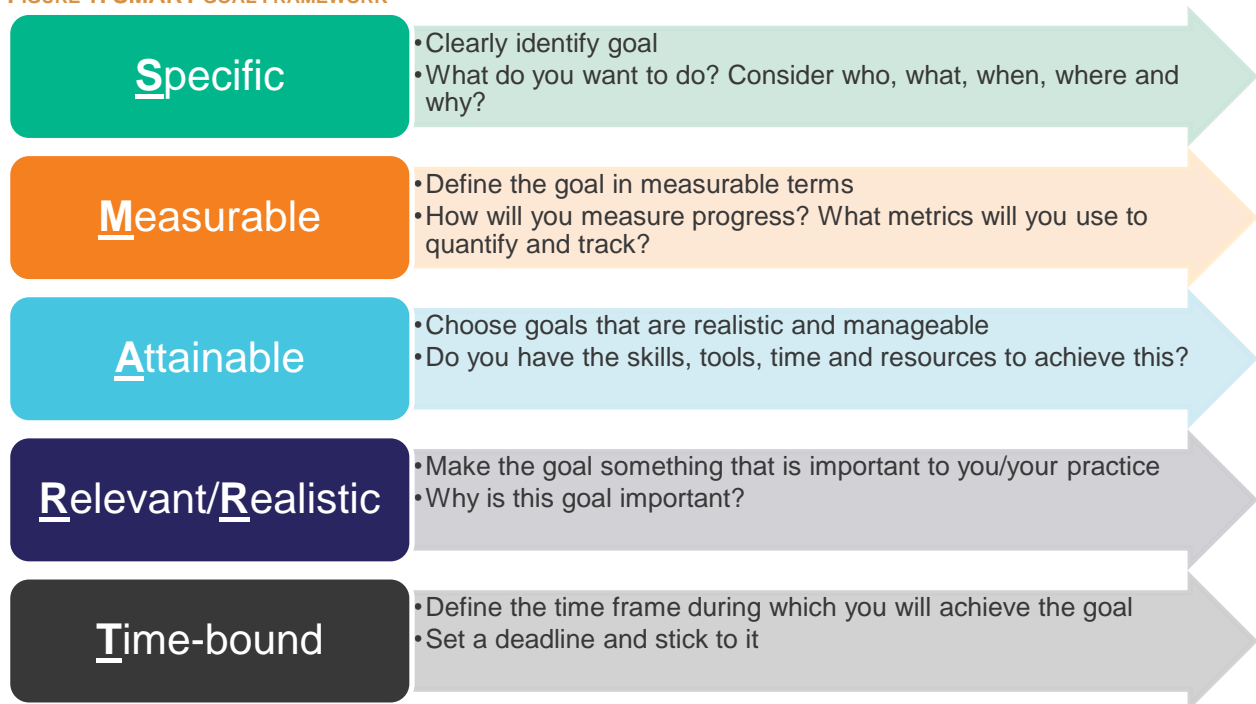 FIGURE 1. SMART GOAL FRAMEWORK
Specific
•Clearly identify goal
•What do you want to do? Consider who, what, when, where and
why?
Measurable
•Define the goal in measurable terms
•How will you measure progress? What metrics will you use to
quantify and track?
Attainable
•Choose goals that are realistic and manageable
•Do you have the skills, tools, time and resources to achieve this?
Relevant/Realistic
•Make the goal something that is important to you/your practice
•Why is this goal important?
Time-bound
•Define the time frame during which you will achieve the goal
•Set a deadline and stick to it